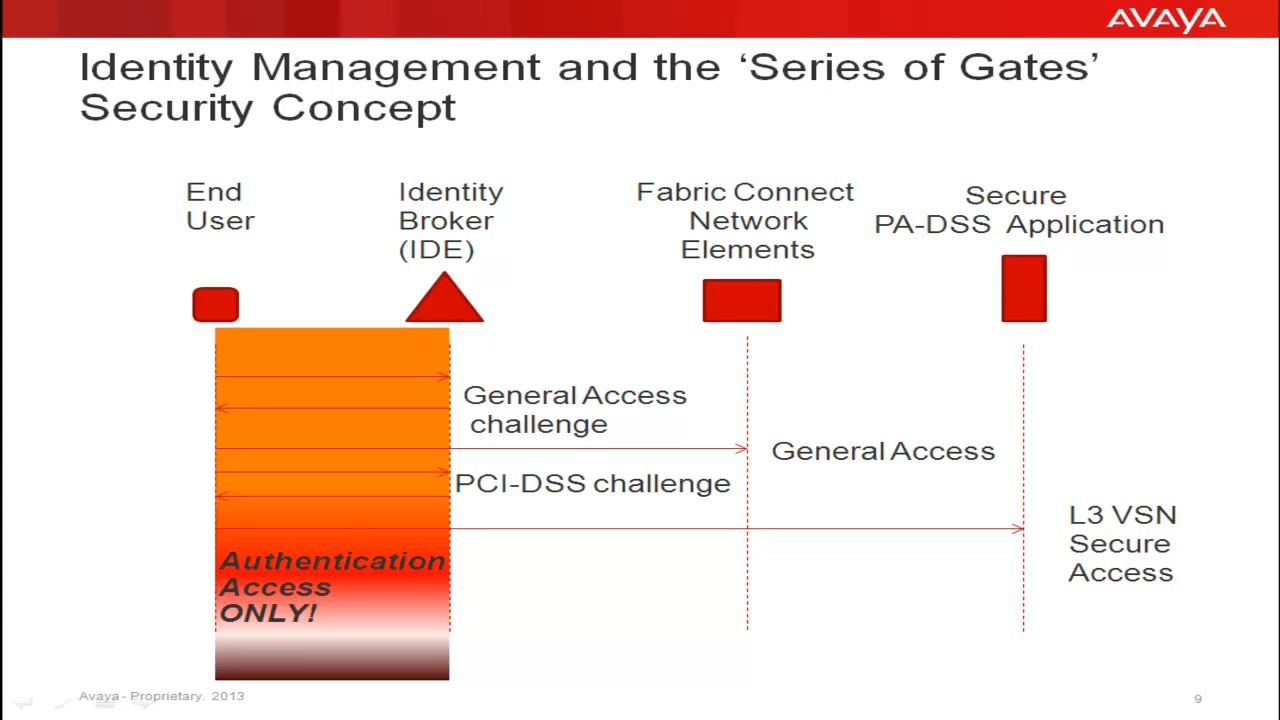 AVAYA
Identity Management and the ‘Series of Gates’
Security Concept
End
User
Identity
Broker
(IDE)
Fabric Connect
Network
Elements
Secure
PA-DSS Application
General Access
challenge
General Access
PCI-DSS challenge
L3 VSN
Secure
Access
Authentication
Access
ONLY!
Avaya - Proprietary. 2013
9